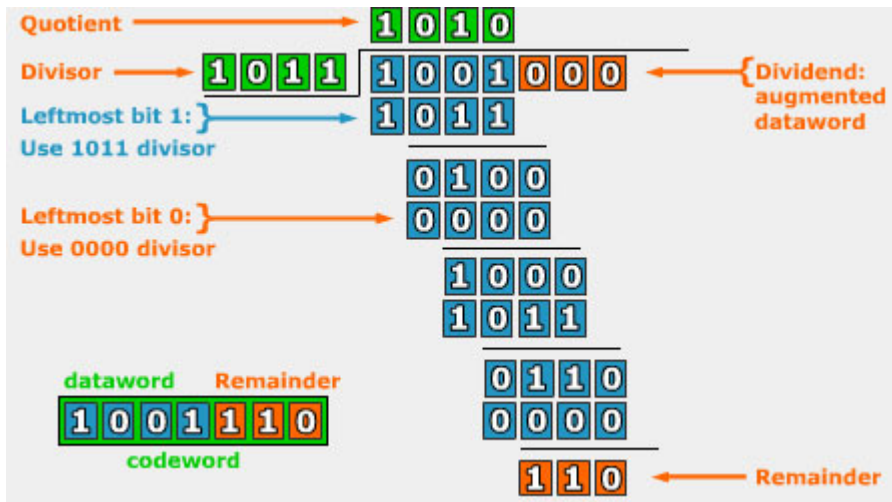 Quotient 1 0 1 0
Divisor 1 0 1 1 1 0 0 1 0 0 0 Dividend:
augmented
dataword
Leftmost bit 1: 1 0 1 1
Use 1011 divisor
0 1 0 0
Leftmost bit 0: 0 0 0 0
Use 0000 divisor
1 0 0 0
1 0 1 1
0 1 1 0
0 0 0 0
dataword Remainder
1 0 0 1 1 1 0
codeword
1 1 0 Remainder